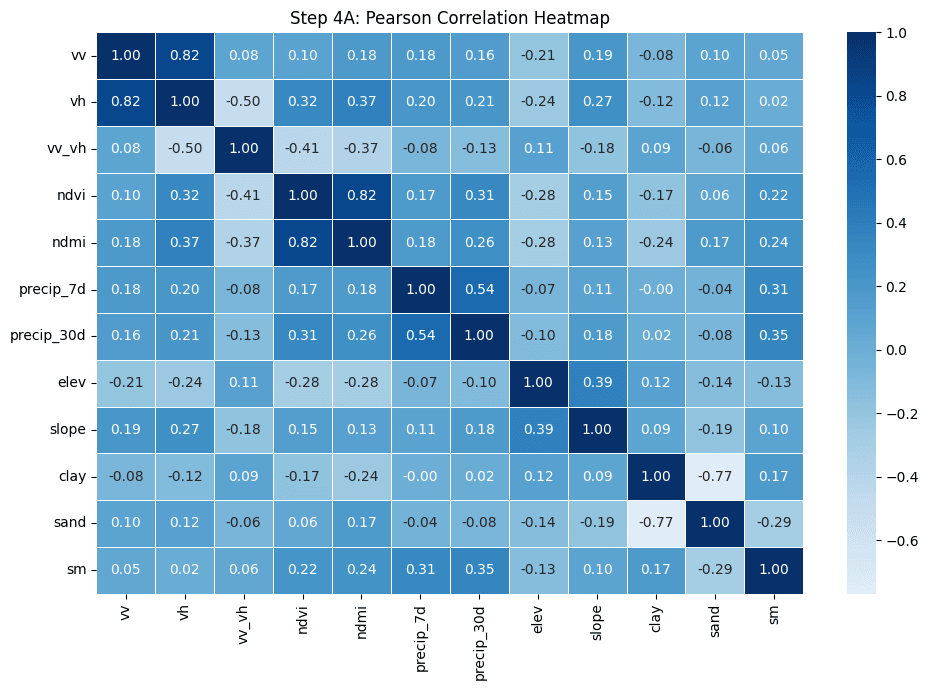 Step 4A: Pearson Correlation Heatmap
vv 1.00 0.82 0.08 0.10 0.18 0.18 0.16 -0.21 0.19 -0.08 0.10 0.05
vh 0.82 1.00 -0.50 0.32 0.37 0.20 0.21 -0.24 0.27 -0.12 0.12 0.02
vv_vh 0.08 -0.50 1.00 -0.41 -0.37 -0.08 -0.13 0.11 -0.18 0.09 -0.06 0.06
ndvi 0.10 0.32 -0.41 1.00 0.82 0.17 0.31 -0.28 0.15 -0.17 0.06 0.22
ndmi 0.18 0.37 -0.37 0.82 1.00 0.18 0.26 -0.28 0.13 -0.24 0.17 0.24
precip_7d 0.18 0.20 -0.08 0.17 0.18 1.00 0.54 -0.07 0.11 -0.00 -0.04 0.31
precip_30d 0.16 0.21 -0.13 0.31 0.26 0.54 1.00 -0.10 0.18 0.02 -0.08 0.35
elev -0.21 -0.24 0.11 -0.28 -0.28 -0.07 -0.10 1.00 0.39 0.12 -0.14 -0.13
slope 0.19 0.27 -0.18 0.15 0.13 0.11 0.18 0.39 1.00 0.09 -0.19 0.10
clay -0.08 -0.12 0.09 -0.17 -0.24 -0.00 0.02 0.12 0.09 1.00 -0.77 0.17
sand 0.10 0.12 -0.06 0.06 0.17 -0.04 -0.08 -0.14 -0.19 -0.77 1.00 -0.29
sm 0.05 0.02 0.06 0.22 0.24 0.31 0.35 -0.13 0.10 0.17 -0.29 1.00
vv vh vv_vh ndvi ndmi precip_7d precip_30d elev slope clay sand sm
1.0
0.8
0.6
0.4
0.2
0.0
-0.2
-0.4
-0.6